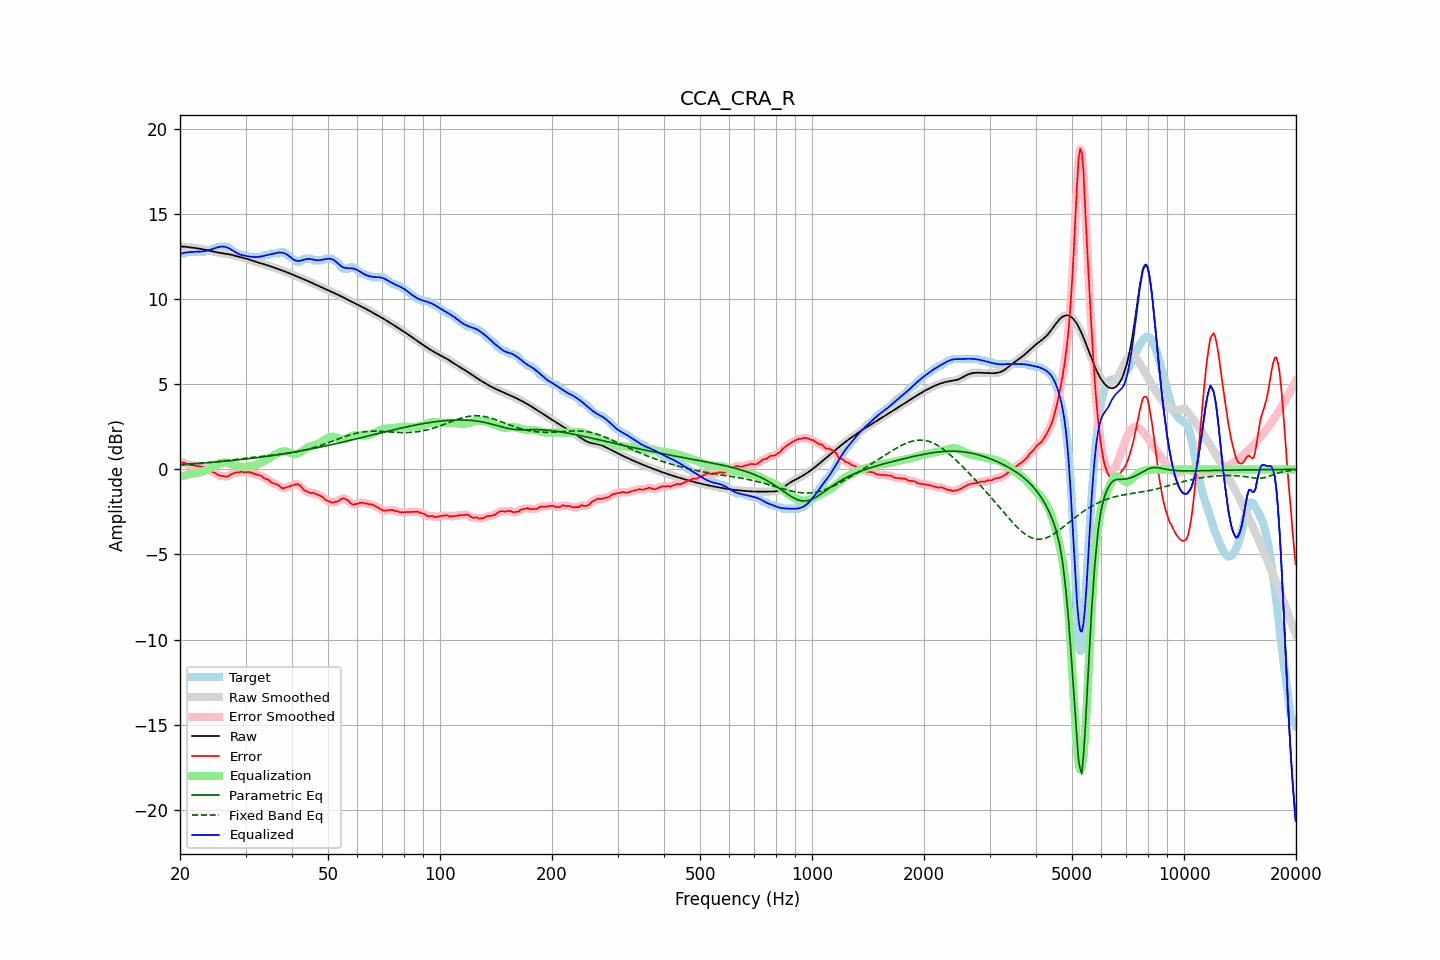 CCA_CRA_R
20
15
10
5
0
−5
−10
−15
−20
Amplitude (dBr)
Target
Raw Smoothed
Error Smoothed
Raw
Error
Equalization
Parametric Eq
Fixed Band Eq
Equalized
20 50 100 200 500 1000 2000 5000 10000 20000
Frequency (Hz)